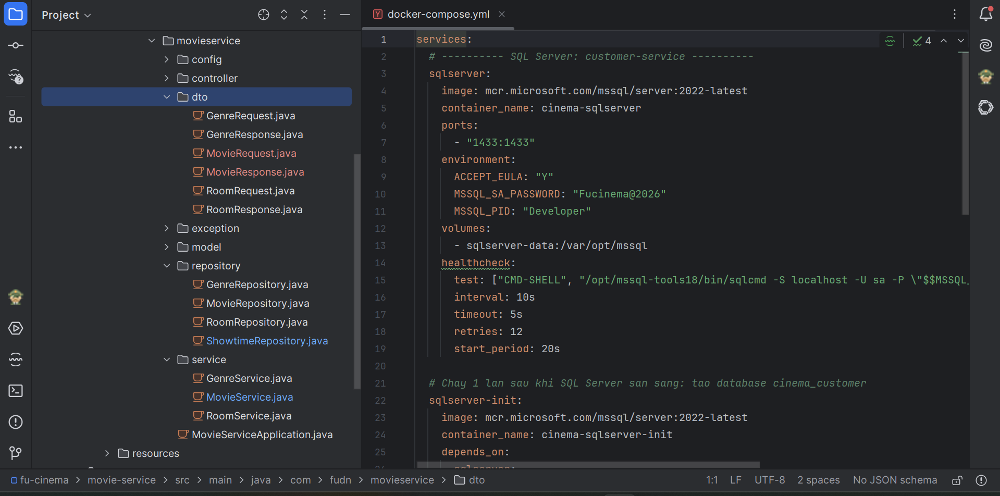 Project
movieservice
config
controller
dto
GenreRequest.java
GenreResponse.java
MovieRequest.java
MovieResponse.java
RoomRequest.java
RoomResponse.java
exception
model
repository
GenreRepository.java
MovieRepository.java
RoomRepository.java
ShowtimeRepository.java
service
GenreService.java
MovieService.java
RoomService.java
MovieServiceApplication.java
resources
docker-compose.yml
4
1 services:
2 # ---------- SQL Server: customer-service ----------
3 sqlserver:
4 image: mcr.microsoft.com/mssql/server:2022-latest
5 container_name: cinema-sqlserver
6 ports:
7 - "1433:1433"
8 environment:
9 ACCEPT_EULA: "Y"
10 MSSQL_SA_PASSWORD: "Fucinema@2026"
11 MSSQL_PID: "Developer"
12 volumes:
13 - sqlserver-data:/var/opt/mssql
14 healthcheck:
15 test: ["CMD-SHELL", "/opt/mssql-tools18/bin/sqlcmd -S localhost -U sa -P \"$$MSSQL_
16 interval: 10s
17 timeout: 5s
18 retries: 12
19 start_period: 20s
20
21 # Chay 1 lan sau khi SQL Server san sang: tao database cinema_customer
22 sqlserver-init:
23 image: mcr.microsoft.com/mssql/server:2022-latest
24 container_name: cinema-sqlserver-init
25 depends_on:
fu-cinema > movie-service > src > main > java > com > fudn > movieservice > dto
1:1 LF UTF-8 2 spaces No JSON schema